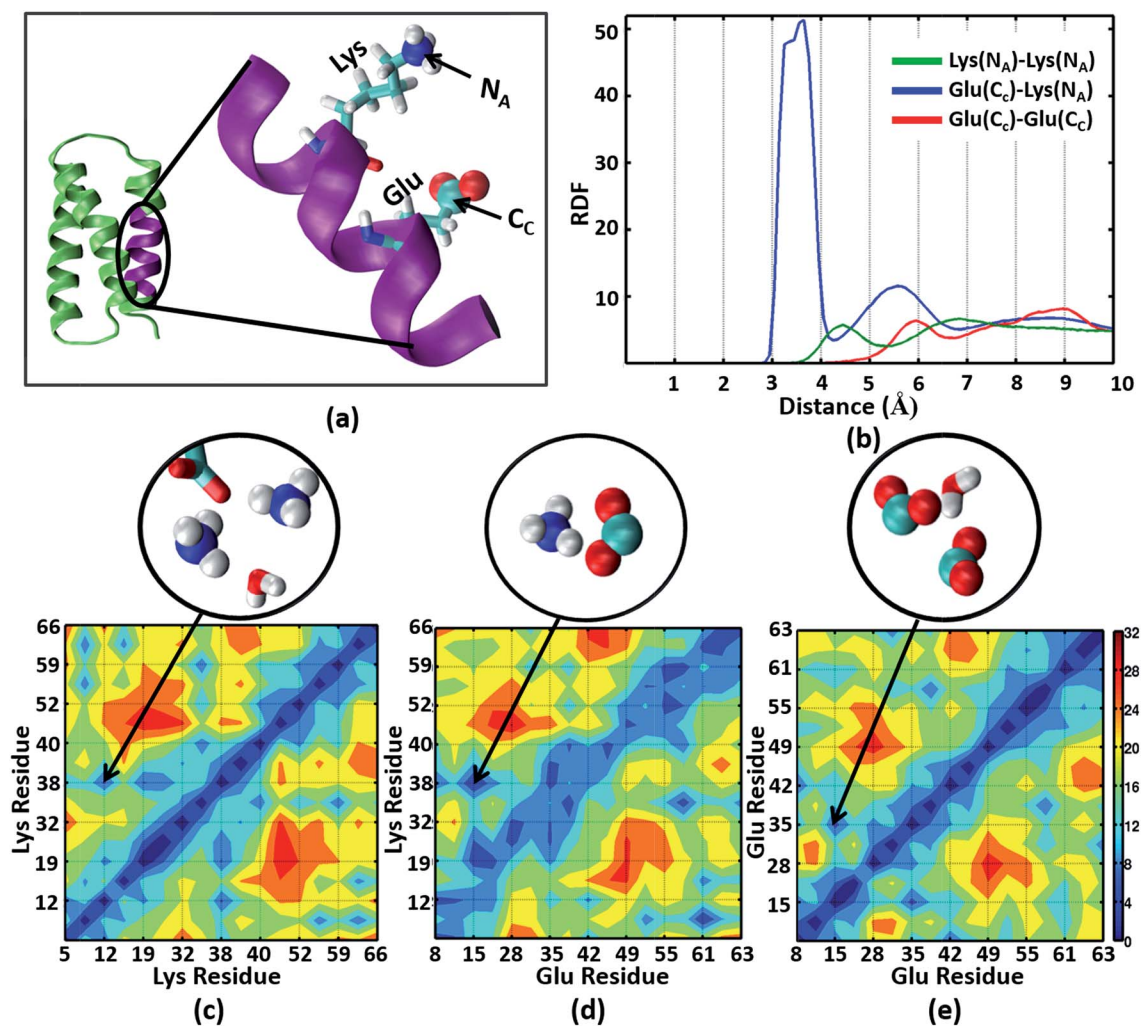 Lys
N_A
Glu
C_C
(a)
50
40
30
20
10
RDF
Lys(N_A)-Lys(N_A)
Glu(C_c)-Lys(N_A)
Glu(C_c)-Glu(C_C)
1 2 3 4 5 6 7 8 9 10
Distance (Å)
(b)
66
59
52
40
38
32
19
12
Lys Residue
5 12 19 32 38 40 52 59 66
Lys Residue
(c)
66
59
52
40
38
32
19
12
Lys Residue
8 15 28 35 42 49 55 61 63
Glu Residue
(d)
63
61
55
49
42
35
28
15
Glu Residue
8 15 28 35 42 49 55 61 63
Glu Residue
(e)
32
28
24
20
16
12
8
4
0